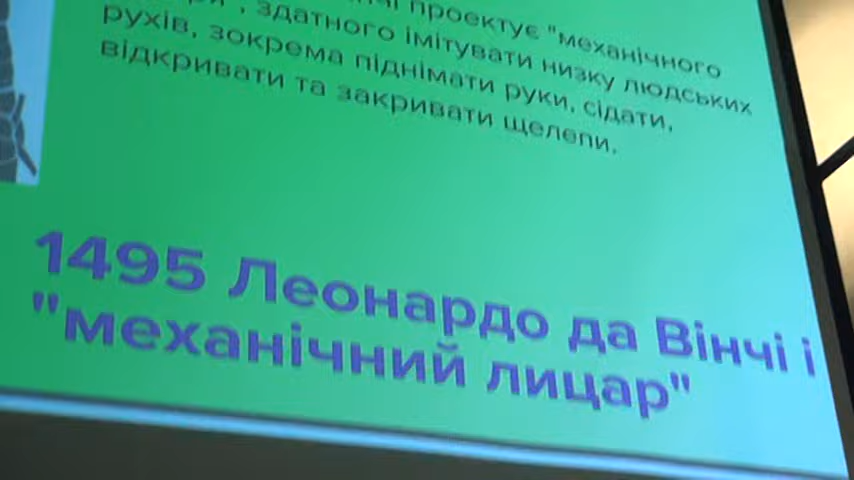 проектує "механічного
здатного імітувати низку людських
рухів, зокрема піднімати руки, сідати,
відкривати та закривати щелепи.
1495 Леонардо да Вінчі і
"механічний лицар"